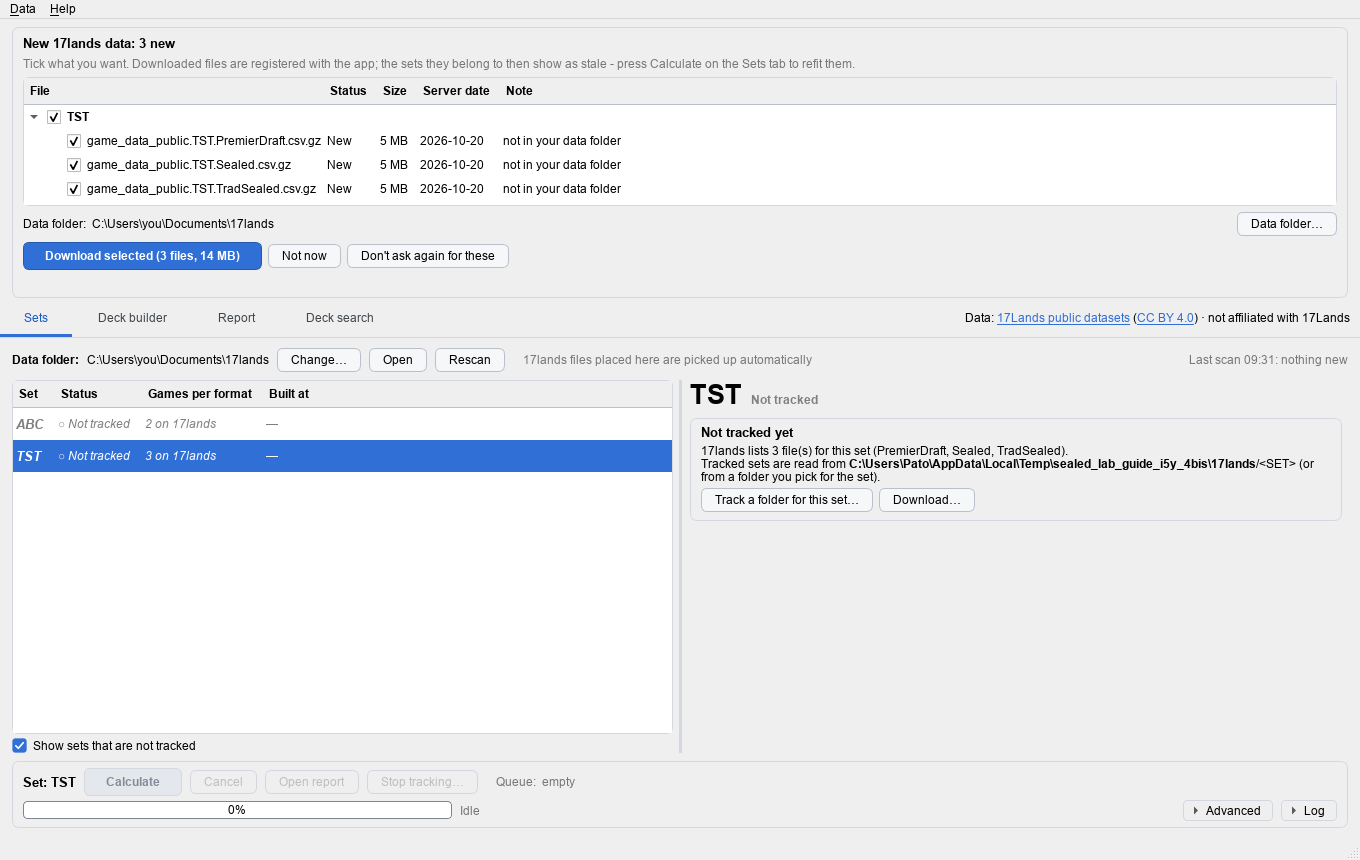 Data Help
New 17lands data: 3 new
Tick what you want. Downloaded files are registered with the app; the sets they belong to then show as stale - press Calculate on the Sets tab to refit them.
File Status Size Server date Note
TST
game_data_public.TST.PremierDraft.csv.gz New 5 MB 2026-10-20 not in your data folder
game_data_public.TST.Sealed.csv.gz New 5 MB 2026-10-20 not in your data folder
game_data_public.TST.TradSealed.csv.gz New 5 MB 2026-10-20 not in your data folder
Data folder: C:\Users\you\Documents\17lands Data folder…
Download selected (3 files, 14 MB) Not now Don't ask again for these
Sets Deck builder Report Deck search Data: 17Lands public datasets (CC BY 4.0) · not affiliated with 17Lands
Data folder: C:\Users\you\Documents\17lands Change… Open Rescan 17lands files placed here are picked up automatically Last scan 09:31: nothing new
Set Status Games per format Built at
ABC ○ Not tracked 2 on 17lands —
TST ○ Not tracked 3 on 17lands —
TST Not tracked
Not tracked yet
17lands lists 3 file(s) for this set (PremierDraft, Sealed, TradSealed).
Tracked sets are read from C:\Users\Pato\AppData\Local\Temp\sealed_lab_guide_i5y_4bis\17lands/<SET> (or
from a folder you pick for the set).
Track a folder for this set… Download…
Show sets that are not tracked
Set: TST Calculate Cancel Open report Stop tracking… Queue: empty
0% Idle Advanced Log